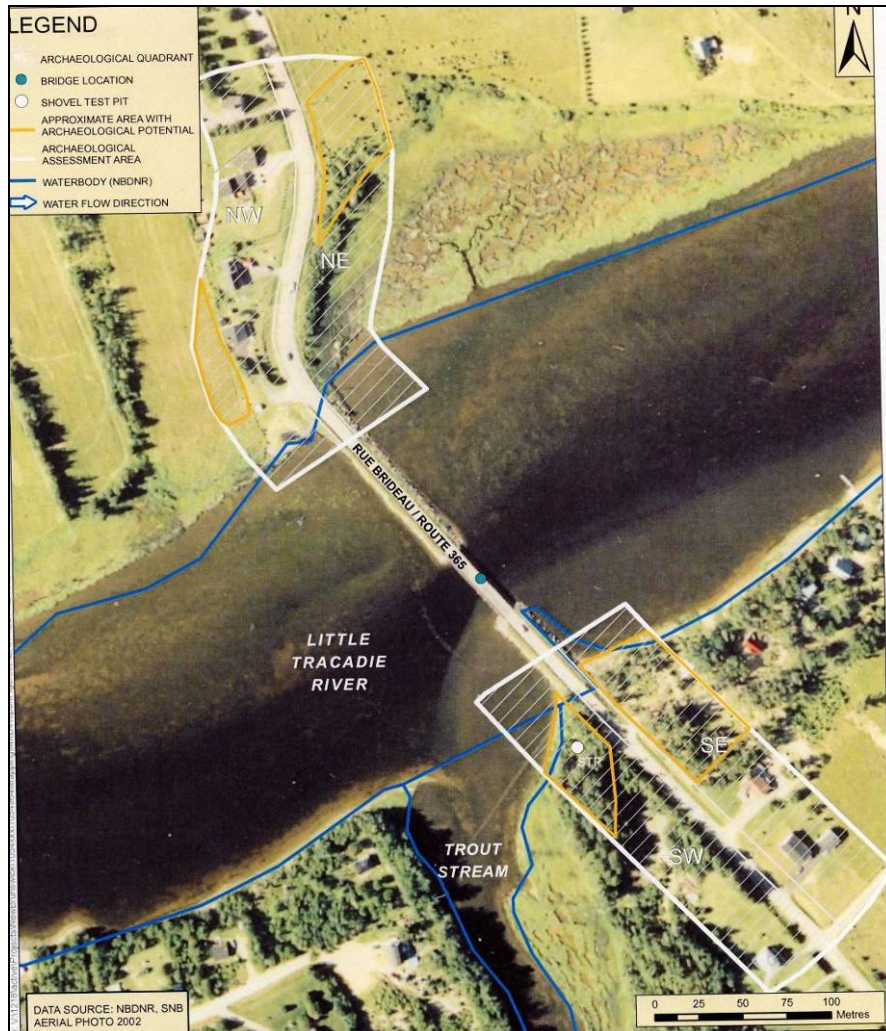 LEGEND
ARCHAEOLOGICAL QUADRANT
BRIDGE LOCATION
SHOVEL TEST PIT
APPROXIMATE AREA WITH
ARCHAEOLOGICAL POTENTIAL
ARCHAEOLOGICAL
ASSESSMENT AREA
WATERBODY (NBDNR)
WATER FLOW DIRECTION
N
NW
NE
RUE BRIDEAU / ROUTE 365
LITTLE
TRACADIE
RIVER
STP
SE
SW
TROUT
STREAM
DATA SOURCE: NBDNR, SNB
AERIAL PHOTO 2002
0 25 50 75 100
Metres